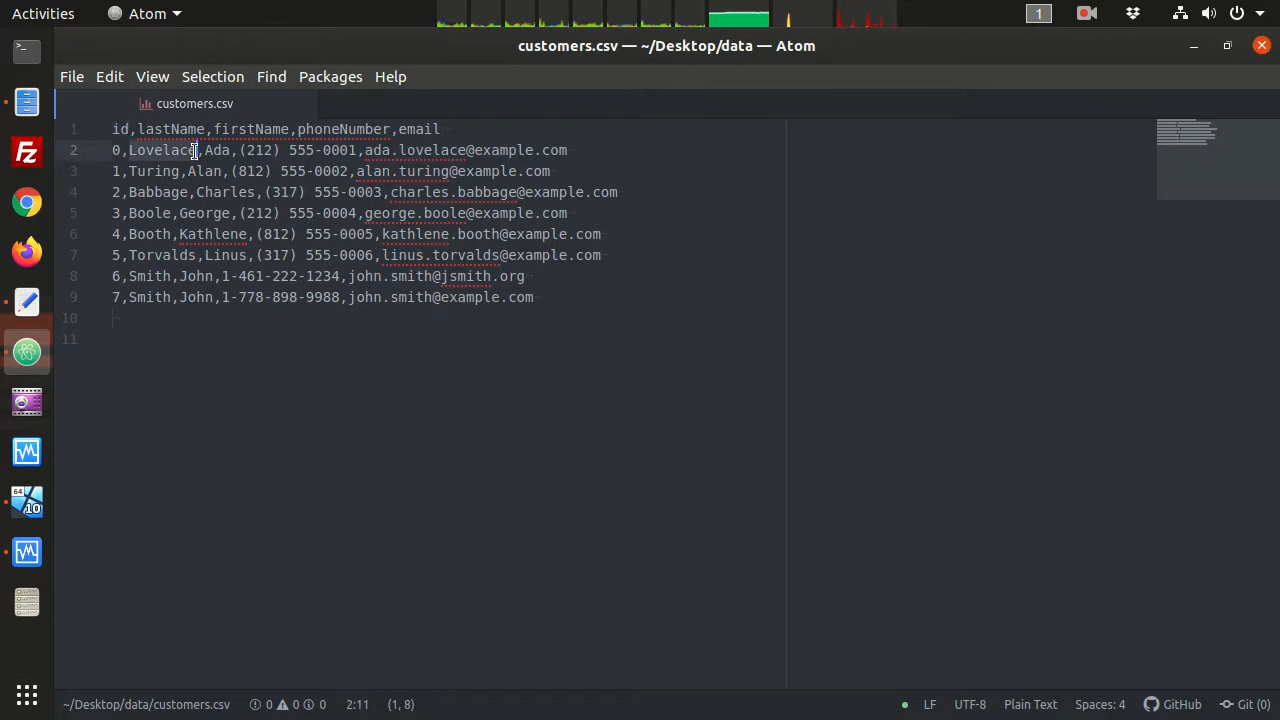 Activities Atom 1
customers.csv — ~/Desktop/data — Atom
File Edit View Selection Find Packages Help
customers.csv
1 id,lastName,firstName,phoneNumber,email
2 0,Lovelace,Ada,(212) 555-0001,ada.lovelace@example.com
3 1,Turing,Alan,(812) 555-0002,alan.turing@example.com
4 2,Babbage,Charles,(317) 555-0003,charles.babbage@example.com
5 3,Boole,George,(212) 555-0004,george.boole@example.com
6 4,Booth,Kathlene,(812) 555-0005,kathlene.booth@example.com
7 5,Torvalds,Linus,(317) 555-0006,linus.torvalds@example.com
8 6,Smith,John,1-461-222-1234,john.smith@jsmith.org
9 7,Smith,John,1-778-898-9988,john.smith@example.com
10
11
Fz
64
10
~/Desktop/data/customers.csv 0 0 0 2:11 (1, 8) LF UTF-8 Plain Text Spaces: 4 GitHub Git (0)